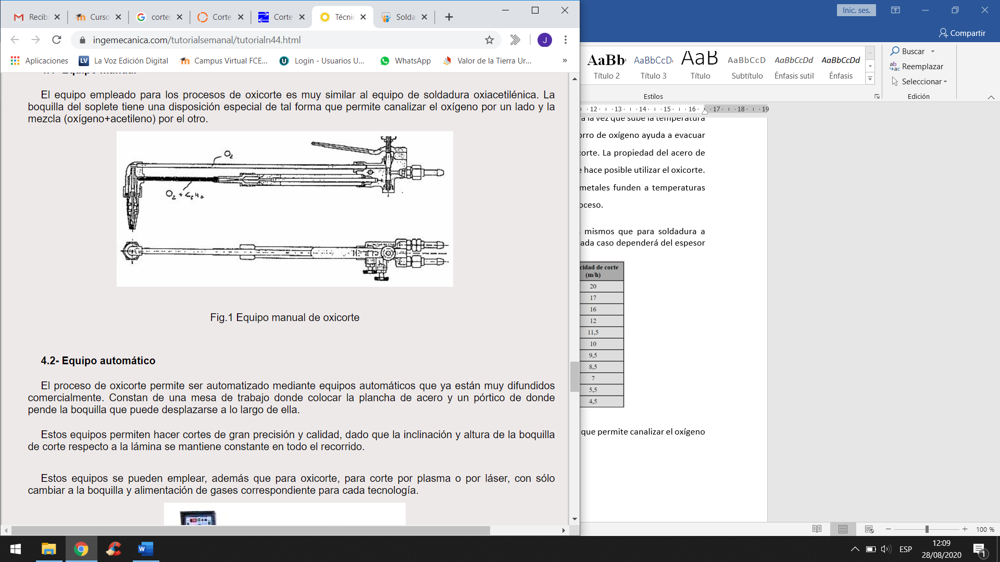 Recibi
Curso
cortes
Corte
Corte
Técnic
Solda
Inic. ses.
ingemecanica.com/tutorialsemanal/tutorialn44.html
J
Compartir
Aplicaciones
LV La Voz Edición Digital
Campus Virtual FCE...
Login - Usuarios U...
WhatsApp
Valor de la Tierra Ur...
»
AaBb
AaBbCcD
AaB
AaBbCcD
AaBbCcDd
AaBbCcDd
Título 2
Título 3
Título
Subtítulo
Énfasis sutil
Énfasis
Estilos
Buscar
Reemplazar
Seleccionar
Edición
12 · 13 · 14 · 15 · 16 · 17 · 18 · 19
El equipo empleado para los procesos de oxicorte es muy similar al equipo de soldadura oxiacetilénica. La
boquilla del soplete tiene una disposición especial de tal forma que permite canalizar el oxígeno por un lado y la
mezcla (oxígeno+acetileno) por el otro.
O2
O2 + C2H2
Fig.1 Equipo manual de oxicorte
4.2- Equipo automático
El proceso de oxicorte permite ser automatizado mediante equipos automáticos que ya están muy difundidos
comercialmente. Constan de una mesa de trabajo donde colocar la plancha de acero y un pórtico de donde
pende la boquilla que puede desplazarse a lo largo de ella.
Estos equipos permiten hacer cortes de gran precisión y calidad, dado que la inclinación y altura de la boquilla
de corte respecto a la lámina se mantiene constante en todo el recorrido.
Estos equipos se pueden emplear, además que para oxicorte, para corte por plasma o por láser, con sólo
cambiar a la boquilla y alimentación de gases correspondiente para cada tecnología.
a la vez que sube la temperatura
orro de oxígeno ayuda a evacuar
corte. La propiedad del acero de
e hace posible utilizar el oxicorte.
metales funden a temperaturas
oceso.
mismos que para soldadura a
ada caso dependerá del espesor
cidad de corte
(m/h)
20
17
16
12
11,5
10
9,5
8,5
7
5,5
4,5
que permite canalizar el oxígeno
100 %
ESP
12:09
28/08/2020
1